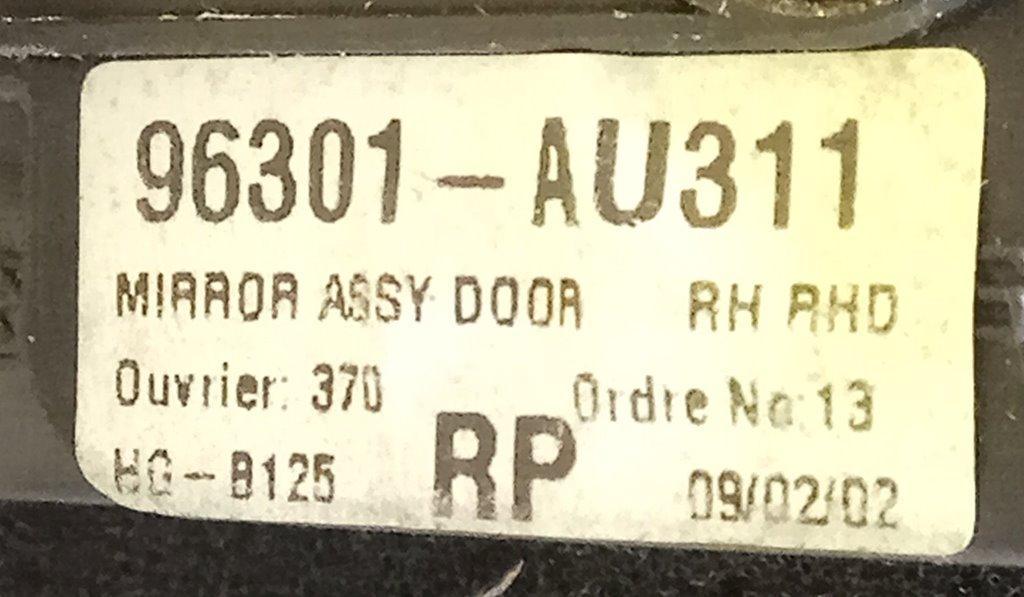 96301-AU311
MIRROR ASSY DOOR RH RHD
Ouvrier: 370 Ordre No: 13
HG-B125 RP 09/02/02